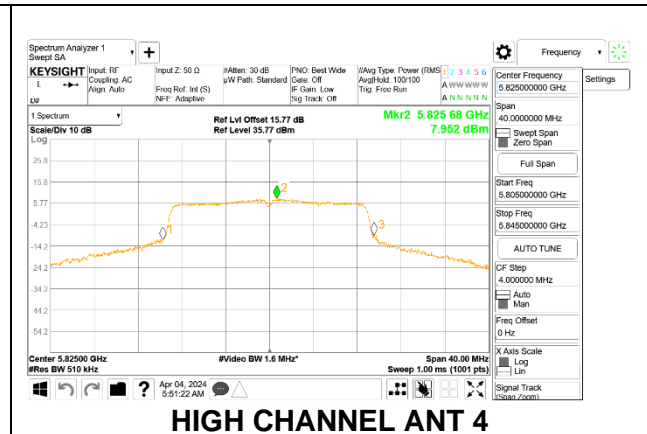 Spectrum Analyzer 1
Swept SA
+
Frequency
KEYSIGHT
Input: RF
Coupling: AC
Align: Auto
Input Z: 50 Ω
Freq Ref: Int (S)
NFE: Adaptive
#Atten: 30 dB
µW Path: Standard
PNO: Best Wide
Gate: Off
IF Gain: Low
Sig Track: Off
#Avg Type: Power (RMS
Avg|Hold: 100/100
Trig: Free Run
1 2 3 4 5 6
A W W W W W
A N N N N N
Center Frequency
5.825000000 GHz
Settings
Span
40.0000000 MHz
Swept Span
Zero Span
Full Span
Start Freq
5.805000000 GHz
Stop Freq
5.845000000 GHz
AUTO TUNE
CF Step
4.000000 MHz
Auto
Man
Freq Offset
0 Hz
X Axis Scale
Log
Lin
Signal Track
(Span Zoom)
1 Spectrum
Scale/Div 10 dB
Log
Ref Lvl Offset 15.77 dB
Ref Level 35.77 dBm
Mkr2 5.825 68 GHz
7.952 dBm
25.8
15.8
5.77
-4.23
-14.2
-24.2
-34.2
-44.2
-54.2
1
2
3
Center 5.82500 GHz
#Res BW 510 kHz
#Video BW 1.6 MHz*
Span 40.00 MHz
Sweep 1.00 ms (1001 pts)
?
Apr 04, 2024
5:51:22 AM
HIGH CHANNEL ANT 4